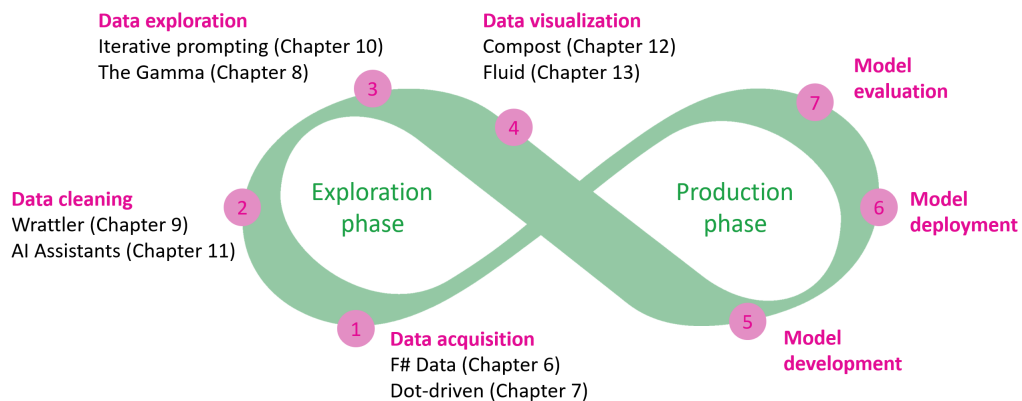 Data exploration
Iterative prompting (Chapter 10)
The Gamma (Chapter 8)
3
Data visualization
Compost (Chapter 12)
Fluid (Chapter 13)
4
Model
evaluation
7
Data cleaning
Wrattler (Chapter 9)
AI Assistants (Chapter 11)
2
Exploration
phase
Production
phase
6
Model
deployment
1
Data acquisition
F# Data (Chapter 6)
Dot-driven (Chapter 7)
5
Model
development